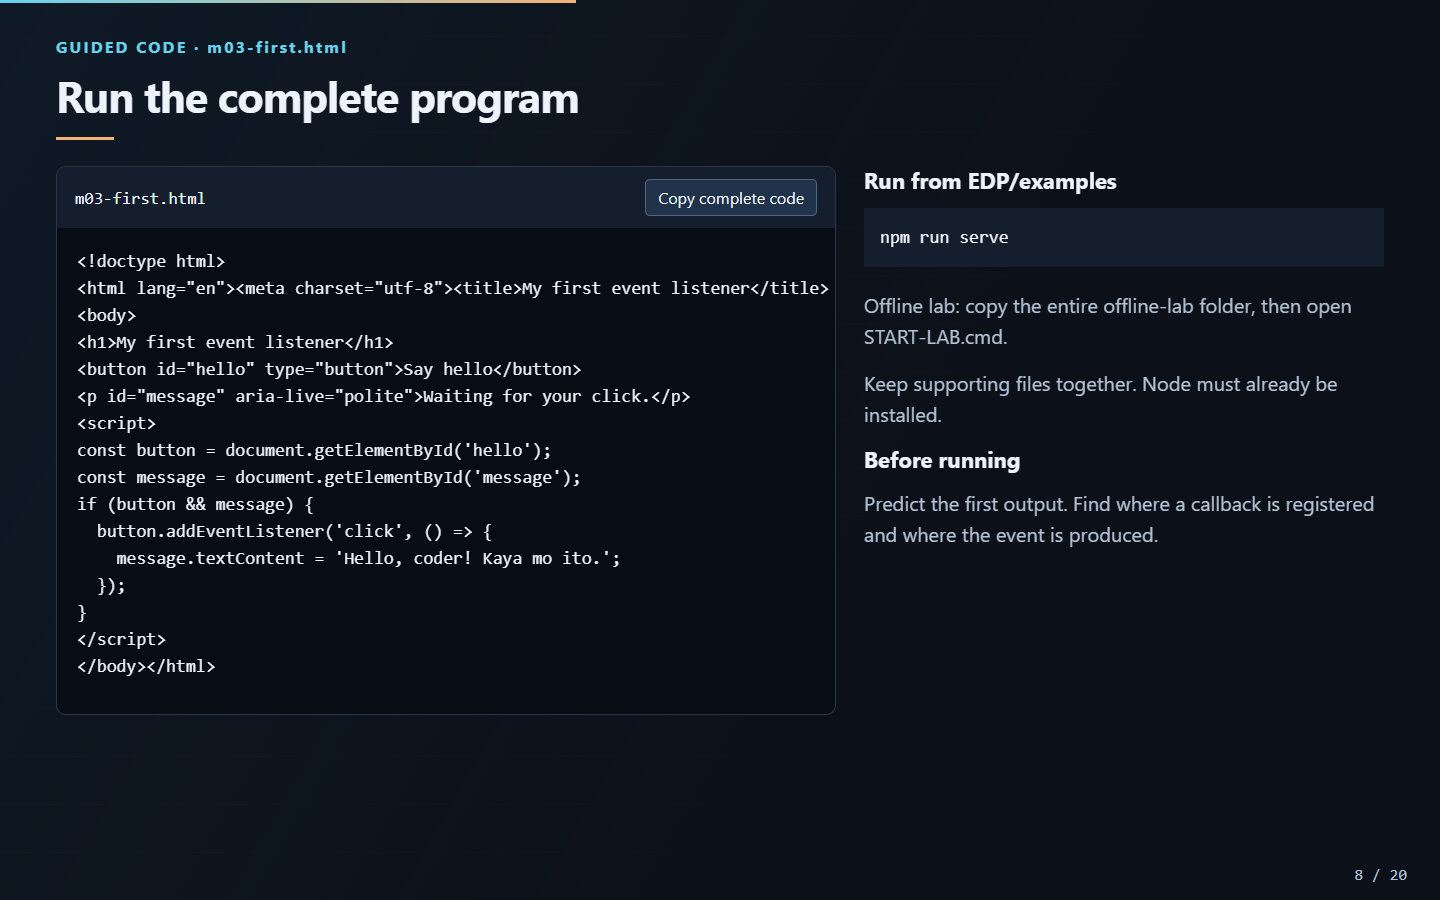 GUIDED CODE · m03-first.html
Run the complete program
m03-first.html
Copy complete code
<!doctype html>
<html lang="en"><meta charset="utf-8"><title>My first event listener</title>
<body>
<h1>My first event listener</h1>
<button id="hello" type="button">Say hello</button>
<p id="message" aria-live="polite">Waiting for your click.</p>
<script>
const button = document.getElementById('hello');
const message = document.getElementById('message');
if (button && message) {
  button.addEventListener('click', () => {
    message.textContent = 'Hello, coder! Kaya mo ito.';
  });
}
</script>
</body></html>
Run from EDP/examples
npm run serve
Offline lab: copy the entire offline-lab folder, then open
START-LAB.cmd.
Keep supporting files together. Node must already be
installed.
Before running
Predict the first output. Find where a callback is registered
and where the event is produced.
8 / 20